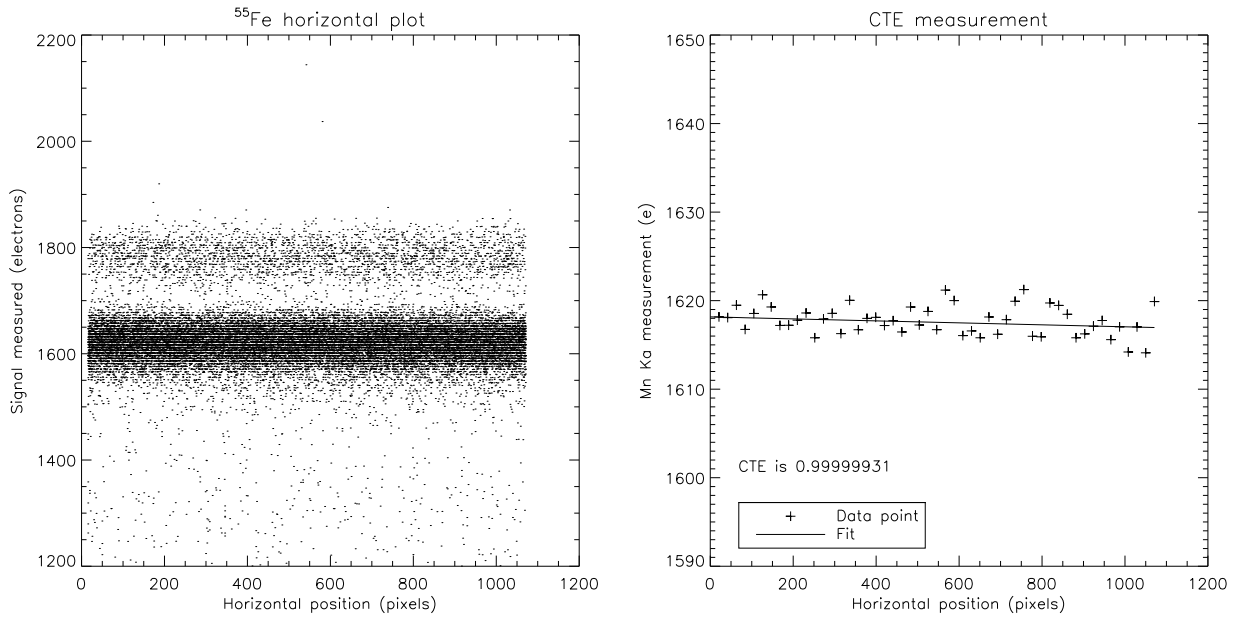 ⁵⁵Fe horizontal plot
2200
2000
1800
1600
1400
1200
Signal measured (electrons)
0 200 400 600 800 1000 1200
Horizontal position (pixels)
CTE measurement
1650
1640
1630
1620
1610
1600
1590
Mn Ka measurement (e)
CTE is 0.99999931
Data point
Fit
0 200 400 600 800 1000 1200
Horizontal position (pixels)